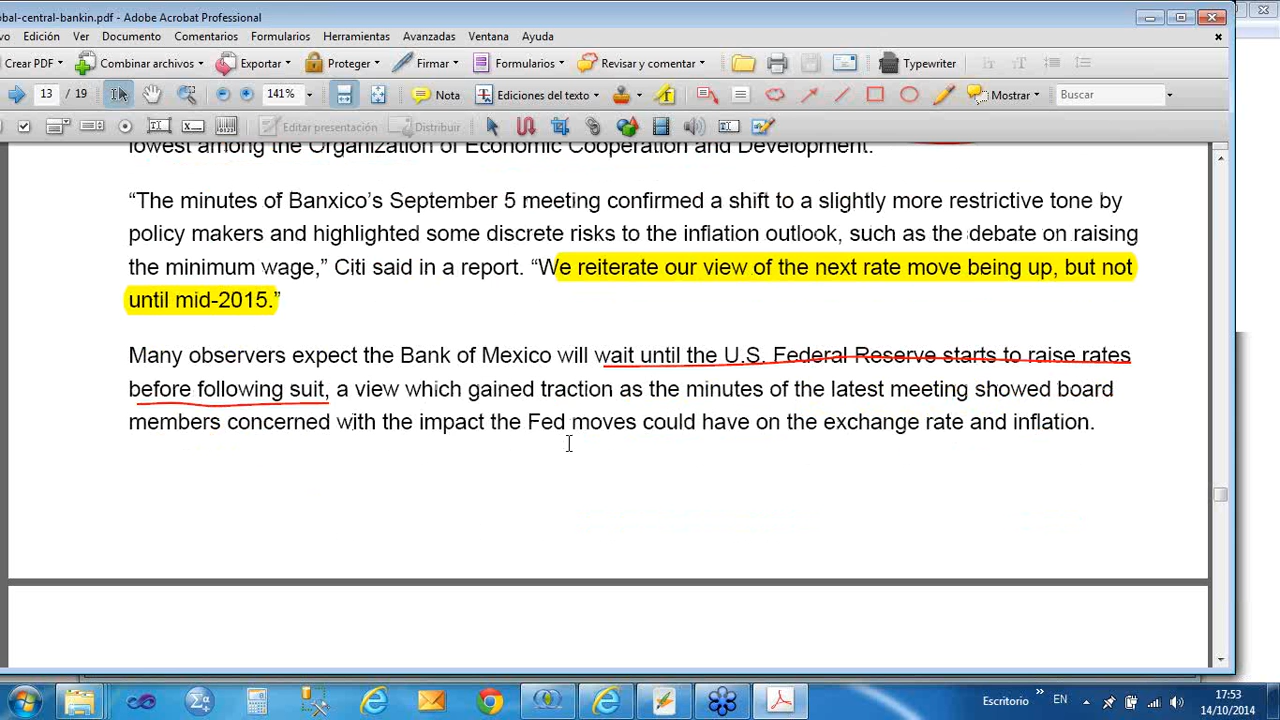 bal-central-bankin.pdf - Adobe Acrobat Professional
vo Edición Ver Documento Comentarios Formularios Herramientas Avanzadas Ventana Ayuda
Crear PDF Combinar archivos Exportar Proteger Firmar Formularios Revisar y comentar Typewriter
13 / 19 141% Nota Ediciones del texto Mostrar Buscar
Editar presentación Distribuir
lowest among the Organization of Economic Cooperation and Development.
“The minutes of Banxico’s September 5 meeting confirmed a shift to a slightly more restrictive tone by
policy makers and highlighted some discrete risks to the inflation outlook, such as the debate on raising
the minimum wage,” Citi said in a report. “We reiterate our view of the next rate move being up, but not
until mid-2015.”
Many observers expect the Bank of Mexico will wait until the U.S. Federal Reserve starts to raise rates
before following suit, a view which gained traction as the minutes of the latest meeting showed board
members concerned with the impact the Fed moves could have on the exchange rate and inflation.
Escritorio EN 17:53
14/10/2014